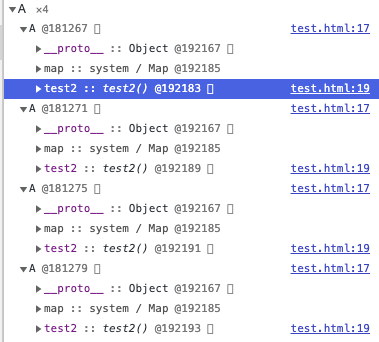 A ×4
A @181267 test.html:17
__proto__ :: Object @192167
map :: system / Map @192185
test2 :: test2() @192183 test.html:19
A @181271 test.html:17
__proto__ :: Object @192167
map :: system / Map @192185
test2 :: test2() @192189 test.html:19
A @181275 test.html:17
__proto__ :: Object @192167
map :: system / Map @192185
test2 :: test2() @192191 test.html:19
A @181279 test.html:17
__proto__ :: Object @192167
map :: system / Map @192185
test2 :: test2() @192193 test.html:19